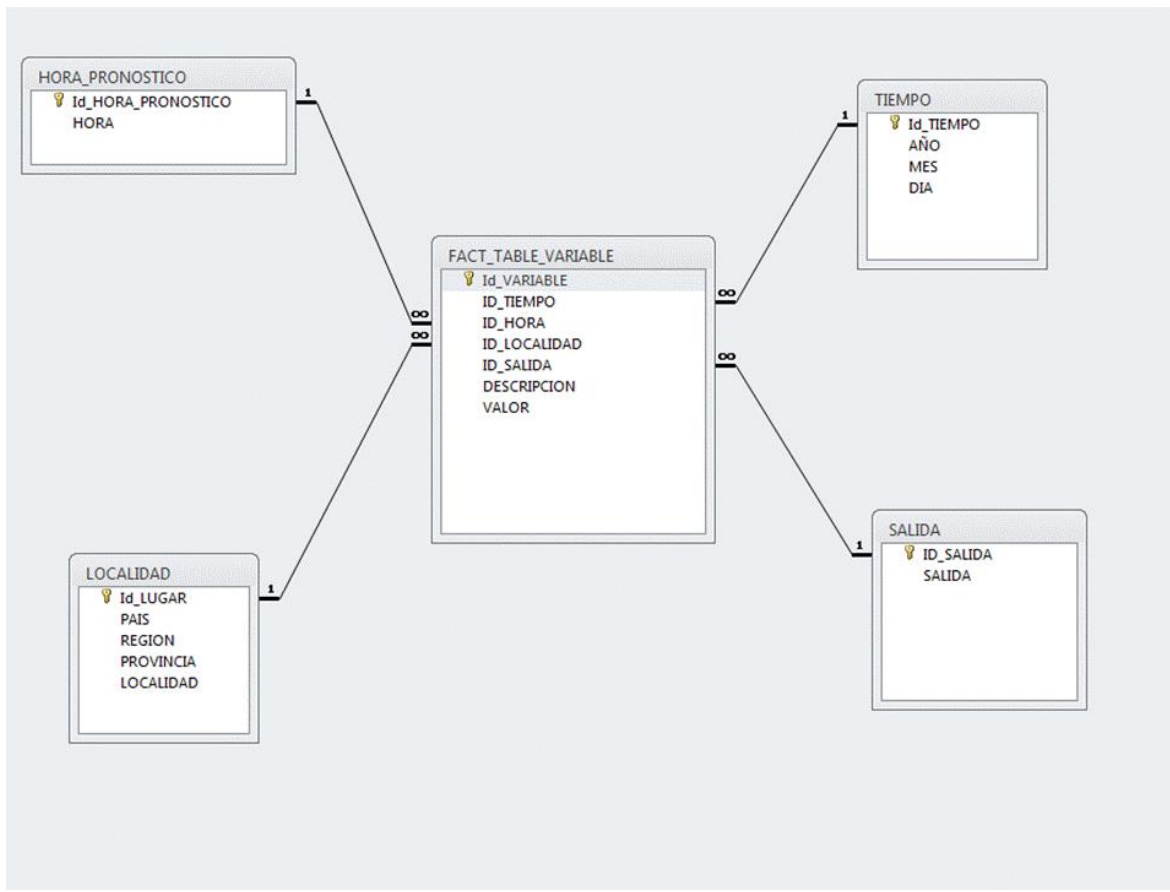 HORA_PRONOSTICO
Id_HORA_PRONOSTICO
HORA
1
TIEMPO
Id_TIEMPO
AÑO
MES
DIA
1
FACT_TABLE_VARIABLE
Id_VARIABLE
ID_TIEMPO
ID_HORA
ID_LOCALIDAD
ID_SALIDA
DESCRIPCION
VALOR
∞
∞
∞
∞
LOCALIDAD
Id_LUGAR
PAIS
REGION
PROVINCIA
LOCALIDAD
1
SALIDA
ID_SALIDA
SALIDA
1